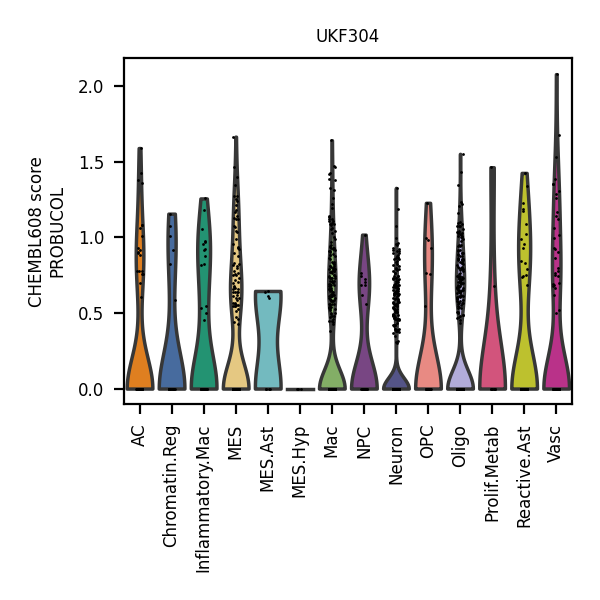 UKF304
CHEMBL608 score
PROBUCOL
2.0
1.5
1.0
0.5
0.0
AC
Chromatin.Reg
Inflammatory.Mac
MES
MES.Ast
MES.Hyp
Mac
NPC
Neuron
OPC
Oligo
Prolif.Metab
Reactive.Ast
Vasc